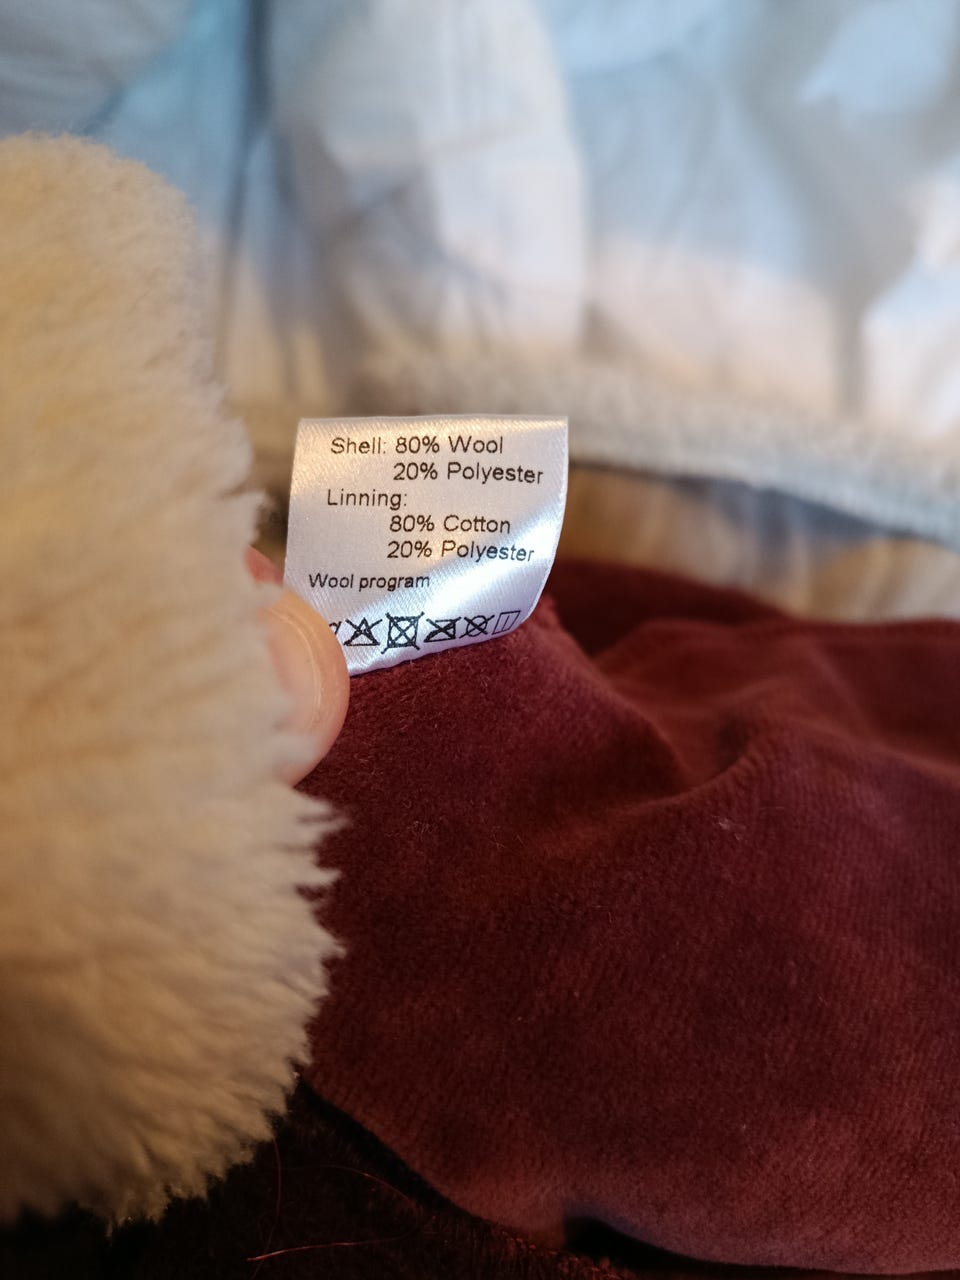 Shell: 80% Wool
20% Polyester
Linning:
80% Cotton
20% Polyester
Wool program